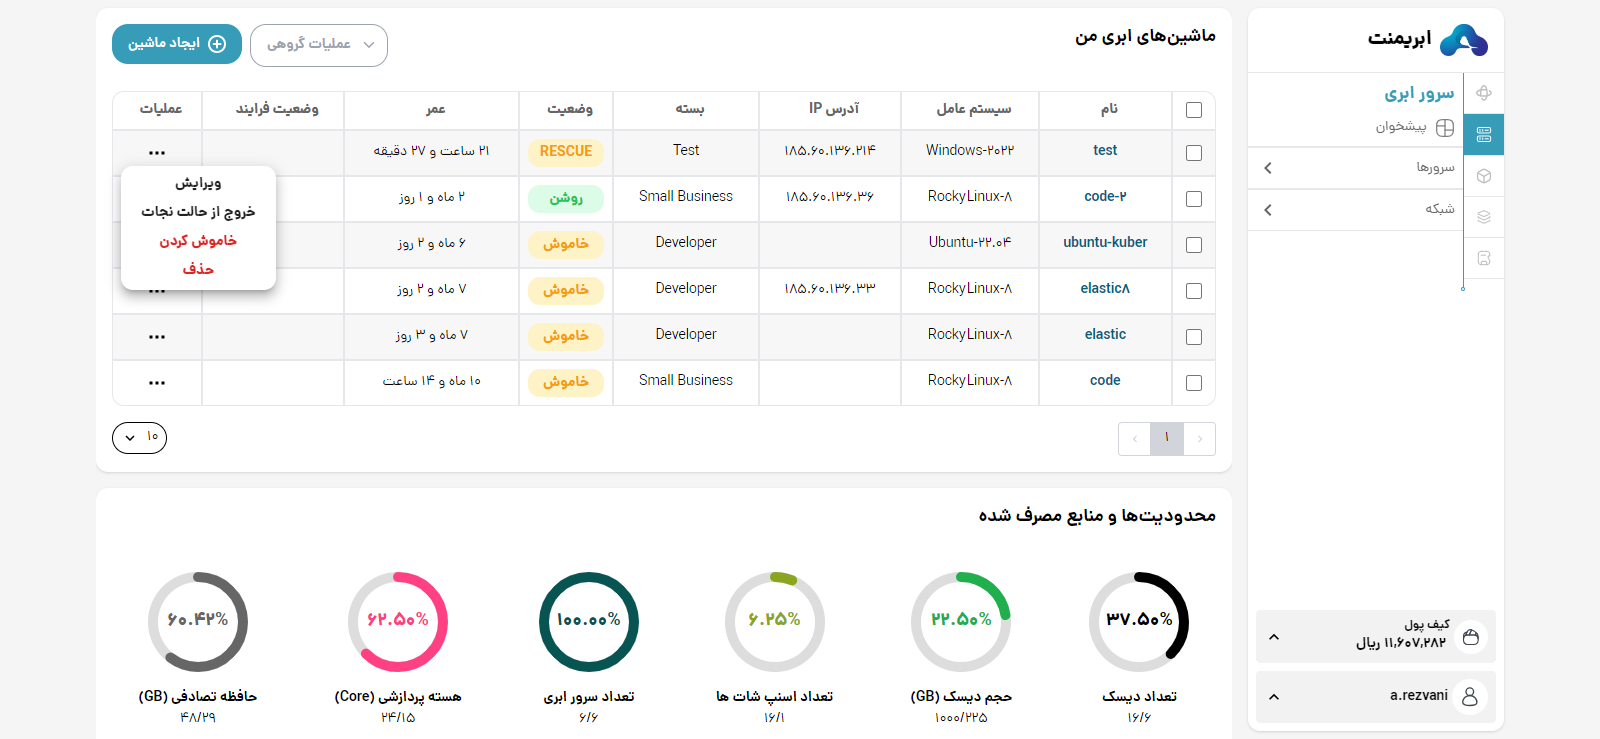 ابریمنت
سرور ابری
پیشخوان
سرورها
شبکه
کیف پول
۱۱,۶۰۷,۲۸۲ ریال
a.rezvani
ماشین‌های ابری من
عملیات گروهی
ایجاد ماشین
نام سیستم عامل آدرس IP بسته وضعیت عمر وضعیت فرایند عملیات
test Windows-۲۰۲۲ ۱۸۵.۶۰.۱۳۶.۲۱۴ Test RESCUE ۲۱ ساعت و ۲۷ دقیقه ...
code-۲ RockyLinux-۸ ۱۸۵.۶۰.۱۳۶.۳۶ Small Business روشن ۲ ماه و ۱ روز
ubuntu-kuber Ubuntu-۲۲.۰۴ Developer خاموش ۶ ماه و ۲ روز
elastic۸ RockyLinux-۸ ۱۸۵.۶۰.۱۳۶.۳۳ Developer خاموش ۷ ماه و ۲ روز ...
elastic RockyLinux-۸ Developer خاموش ۷ ماه و ۳ روز ...
code RockyLinux-۸ Small Business خاموش ۱۰ ماه و ۱۴ ساعت ...
ویرایش
خروج از حالت نجات
خاموش کردن
حذف
۱
۱۰
محدودیت‌ها و منابع مصرف شده
۳۷.۵۰%
تعداد دیسک
۱۶/۶
۲۲.۵۰%
حجم دیسک (GB)
۱۰۰۰/۲۲۵
۶.۲۵%
تعداد اسنپ شات ها
۱۶/۱
۱۰۰.۰۰%
تعداد سرور ابری
۶/۶
۶۲.۵۰%
هسته پردازشی (Core)
۲۴/۱۵
۶۰.۴۲%
حافظه تصادفی (GB)
۴۸/۲۹